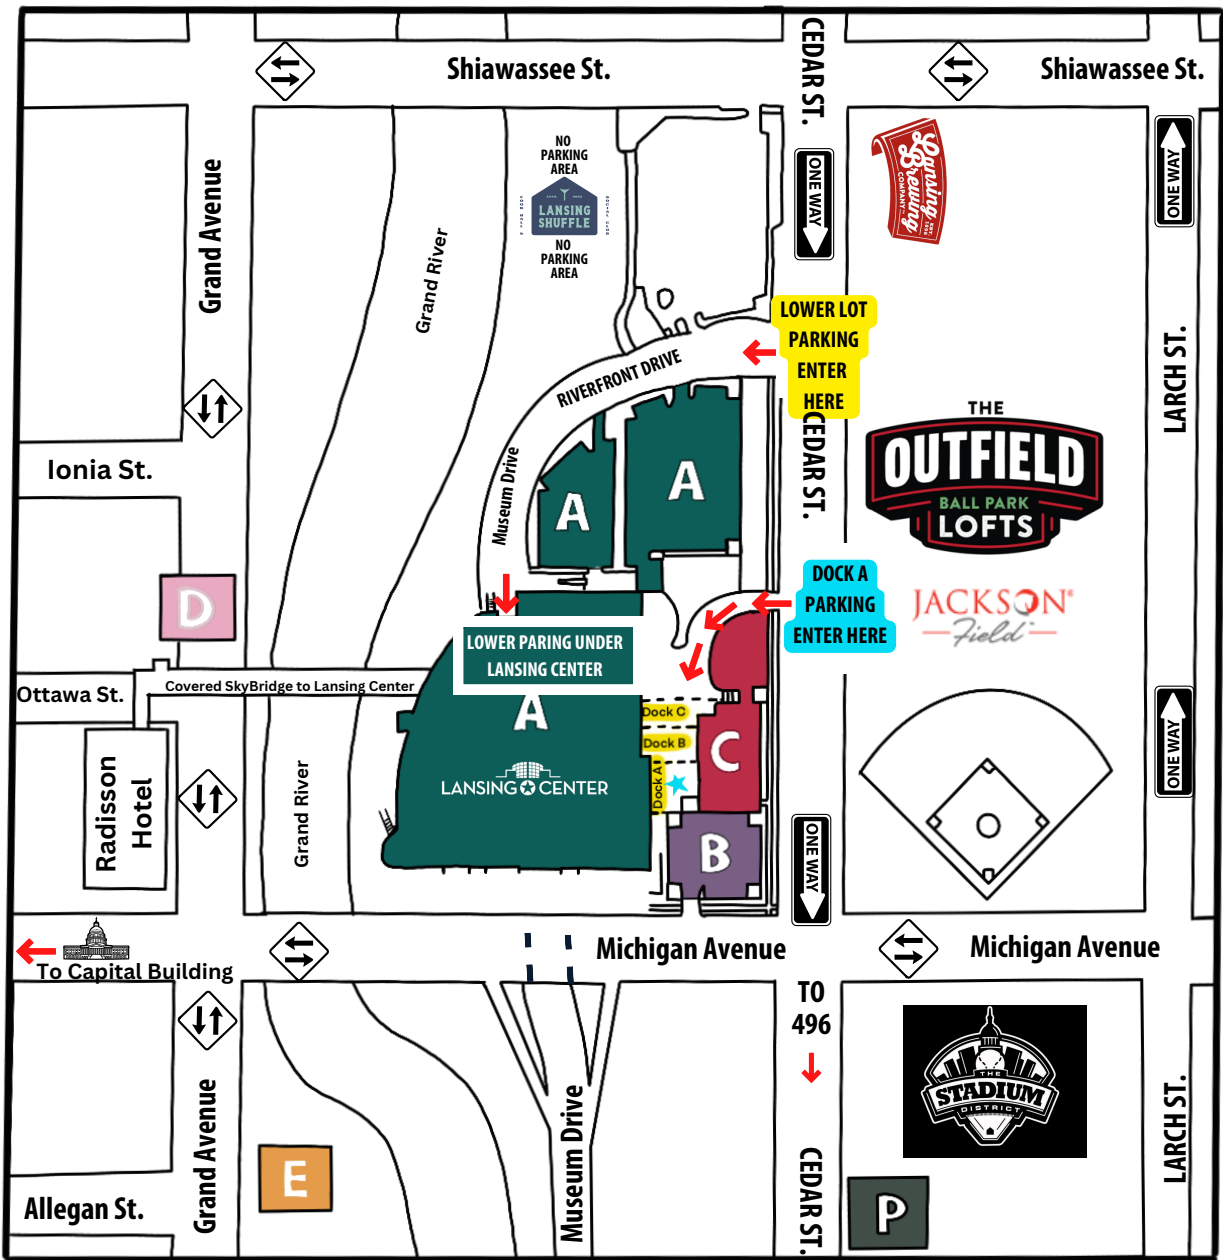 Shiawassee St.
CEDAR ST.
Shiawassee St.
Grand Avenue
NO
PARKING
AREA
LANSING
SHUFFLE
NO
PARKING
AREA
ONE WAY
Lansing
Brewing
COMPANY
ONE WAY
Grand River
LOWER LOT
PARKING
ENTER
HERE
RIVERFRONT DRIVE
LARCH ST.
THE
OUTFIELD
BALL PARK
LOFTS
CEDAR ST.
Ionia St.
Museum Drive
A
A
D
DOCK A
PARKING
ENTER HERE
JACKSON
Field
LOWER PARING UNDER
LANSING CENTER
Ottawa St.
Covered SkyBridge to Lansing Center
A
Dock C
Dock B
Dock A
C
LANSING CENTER
ONE WAY
Radisson
Hotel
Grand River
B
ONE WAY
To Capital Building
Michigan Avenue
Michigan Avenue
TO
496
THE
STADIUM
DISTRICT
Grand Avenue
Museum Drive
CEDAR ST.
LARCH ST.
E
Allegan St.
P